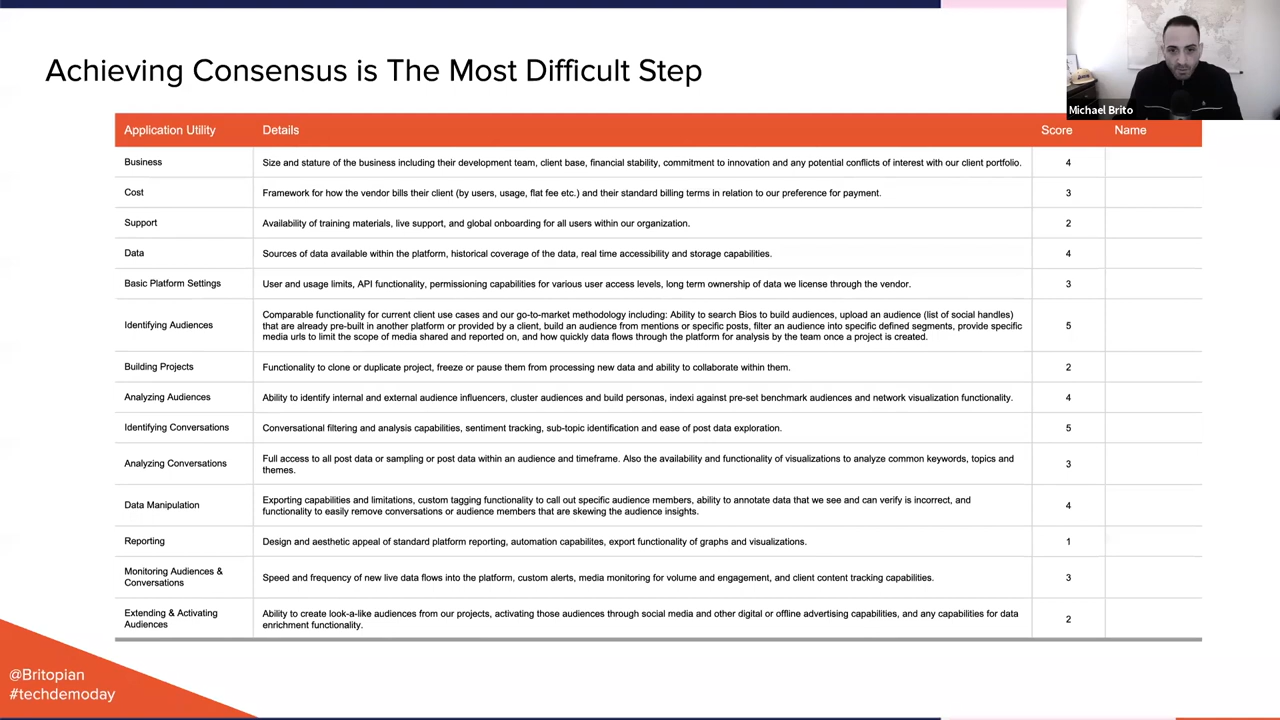 Achieving Consensus is The Most Difficult Step
Michael Brito
Application Utility Details Score Name
Business Size and stature of the business including their development team, client base, financial stability, commitment to innovation and any potential conflicts of interest with our client portfolio. 4
Cost Framework for how the vendor bills their client (by users, usage, flat fee etc.) and their standard billing terms in relation to our preference for payment. 3
Support Availability of training materials, live support, and global onboarding for all users within our organization. 2
Data Sources of data available within the platform, historical coverage of the data, real time accessibility and storage capabilities. 4
Basic Platform Settings User and usage limits, API functionality, permissioning capabilities for various user access levels, long term ownership of data we license through the vendor. 3
Identifying Audiences
Comparable functionality for current client use cases and our go-to-market methodology including: Ability to search Bios to build audiences, upload an audience (list of social handles)
that are already pre-built in another platform or provided by a client, build an audience from mentions or specific posts, filter an audience into specific defined segments, provide specific
media urls to limit the scope of media shared and reported on, and how quickly data flows through the platform for analysis by the team once a project is created.
5
Building Projects Functionality to clone or duplicate project, freeze or pause them from processing new data and ability to collaborate within them. 2
Analyzing Audiences Ability to identify internal and external audience influencers, cluster audiences and build personas, indexi against pre-set benchmark audiences and network visualization functionality. 4
Identifying Conversations Conversational filtering and analysis capabilities, sentiment tracking, sub-topic identification and ease of post data exploration. 5
Analyzing Conversations
Full access to all post data or sampling or post data within an audience and timeframe. Also the availability and functionality of visualizations to analyze common keywords, topics and
themes.
3
Data Manipulation
Exporting capabilities and limitations, custom tagging functionality to call out specific audience members, ability to annotate data that we see and can verify is incorrect, and
functionality to easily remove conversations or audience members that are skewing the audience insights.
4
Reporting Design and aesthetic appeal of standard platform reporting, automation capabilites, export functionality of graphs and visualizations. 1
Monitoring Audiences &
Conversations
Speed and frequency of new live data flows into the platform, custom alerts, media monitoring for volume and engagement, and client content tracking capabilities. 3
Extending & Activating
Audiences
Ability to create look-a-like audiences from our projects, activating those audiences through social media and other digital or offline advertising capabilities, and any capabilities for data
enrichment functionality.
2
@Britopian
#techdemoday